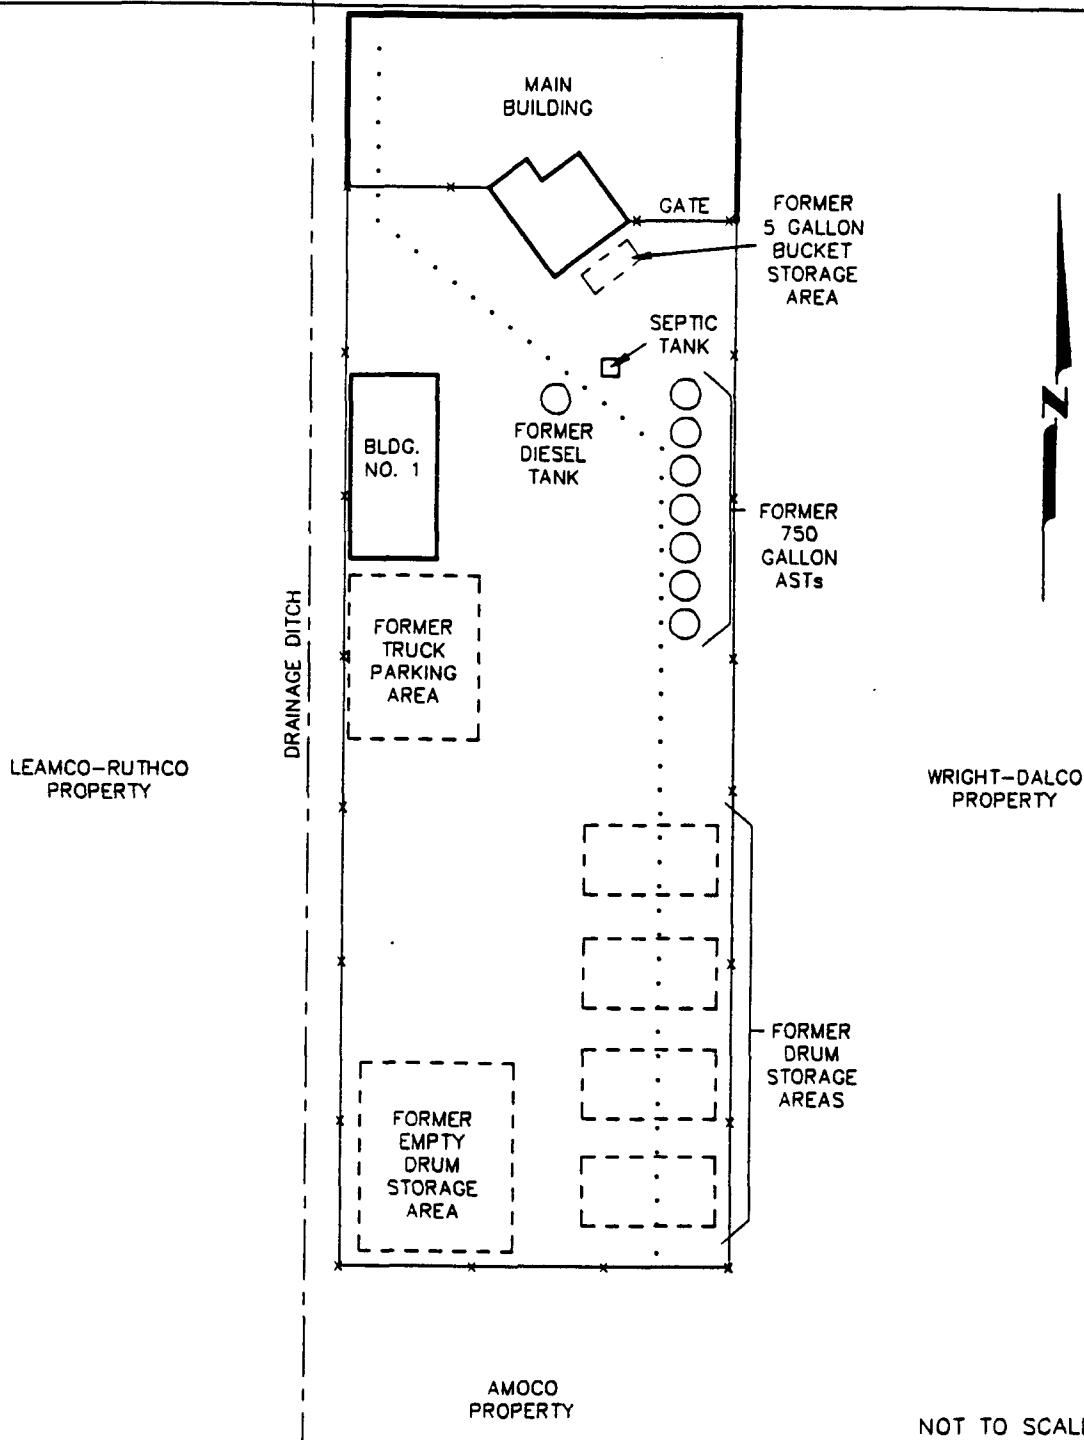 MAIN
BUILDING
GATE
FORMER
5 GALLON
BUCKET
STORAGE
AREA
SEPTIC
TANK
FORMER
DIESEL
TANK
BLDG.
NO. 1
FORMER
750
GALLON
ASTs
FORMER
TRUCK
PARKING
AREA
DRAINAGE DITCH
N
LEAMCO-RUTHCO
PROPERTY
WRIGHT-DALCO
PROPERTY
FORMER
DRUM
STORAGE
AREAS
FORMER
EMPTY
DRUM
STORAGE
AREA
AMOCO
PROPERTY
NOT TO SCALE